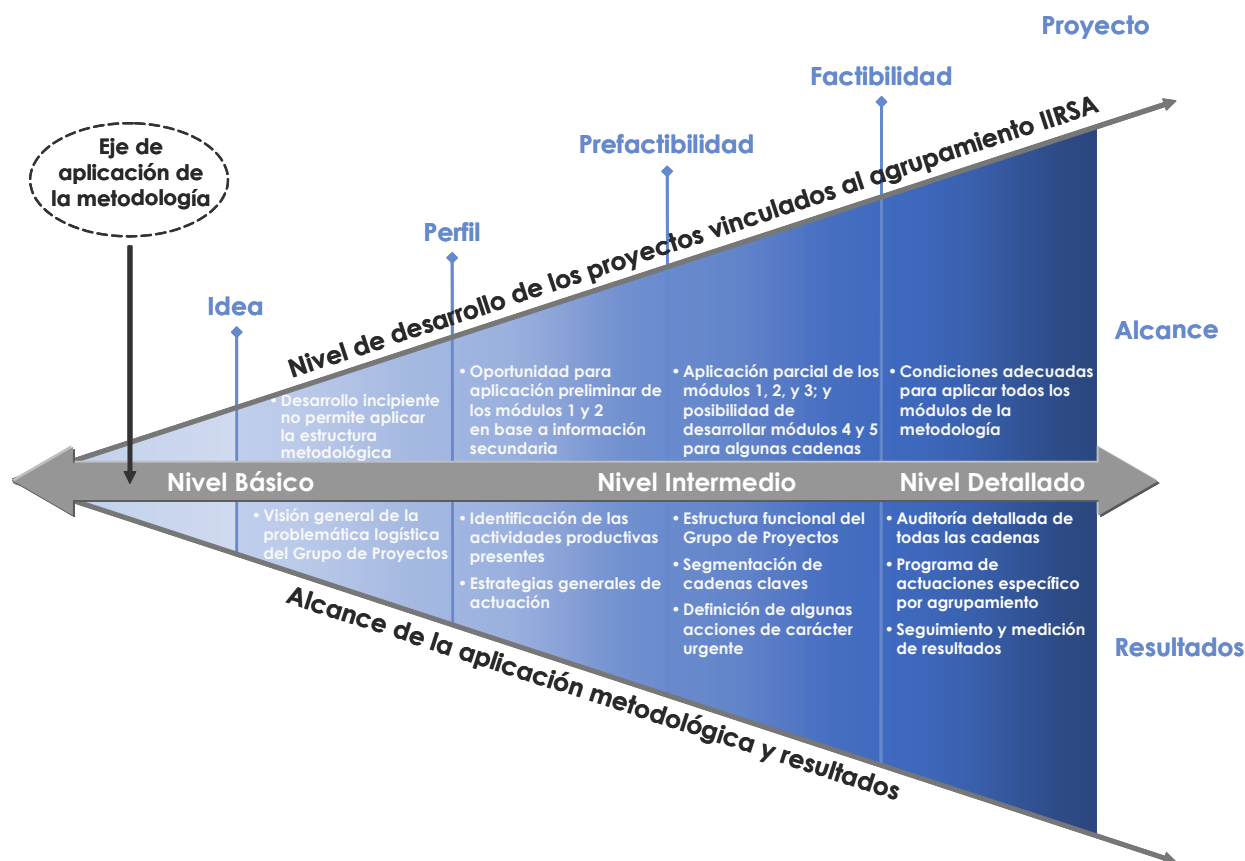 Proyecto
Factibilidad
Prefactibilidad
Perfil
Idea
Eje de
aplicación de
la metodología
Nivel de desarrollo de los proyectos vinculados al agrupamiento IIRSA
Alcance
• Desarrollo incipiente
no permite aplicar
la estructura
metodológica
• Oportunidad para
aplicación preliminar de
los módulos 1 y 2
en base a información
secundaria
• Aplicación parcial de los
módulos 1, 2, y 3; y
posibilidad de
desarrollar módulos 4 y 5
para algunas cadenas
• Condiciones adecuadas
para aplicar todos los
módulos de la
metodología
Nivel Básico
Nivel Intermedio
Nivel Detallado
• Visión general de la
problemática logística
del Grupo de Proyectos
• Identificación de las
actividades productivas
presentes
• Estrategias generales de
actuación
• Estructura funcional del
Grupo de Proyectos
• Segmentación de
cadenas claves
• Definición de algunas
acciones de carácter
urgente
• Auditoría detallada de
todas las cadenas
• Programa de
actuaciones específico
por agrupamiento
• Seguimiento y medición
de resultados
Resultados
Alcance de la aplicación metodológica y resultados